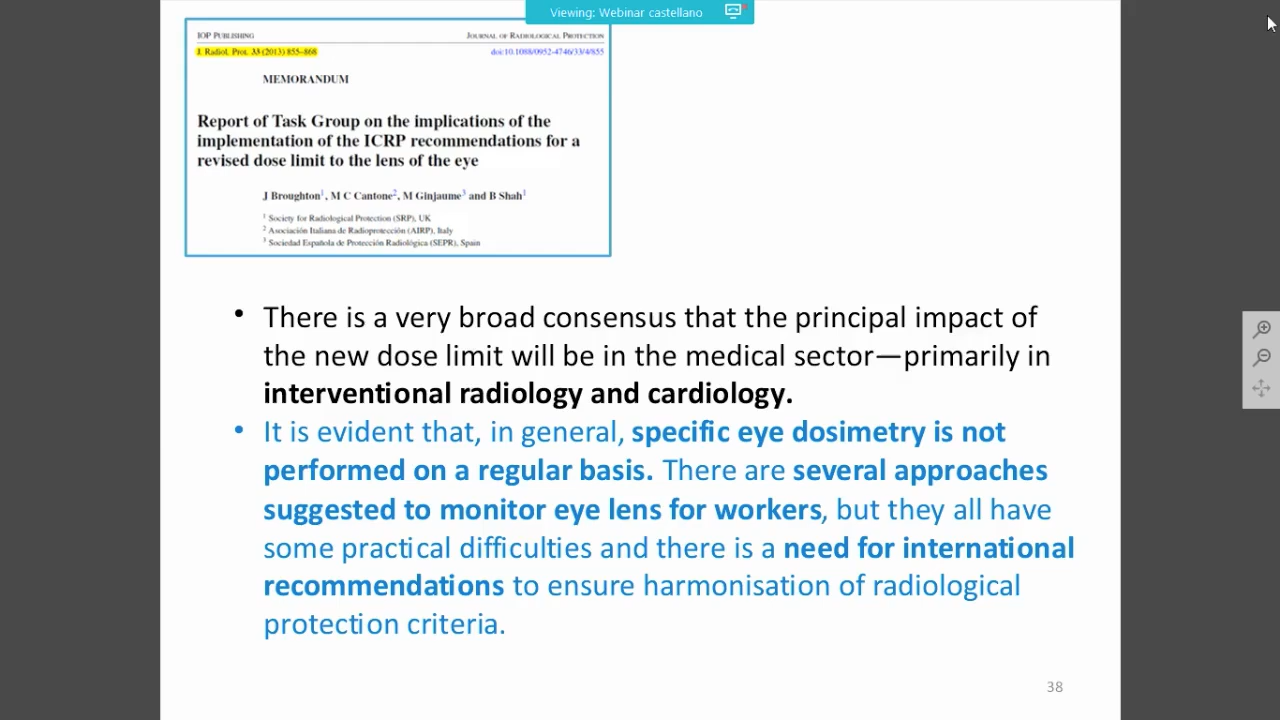 Viewing: Webinar castellano
IOP PUBLISHING JOURNAL OF RADIOLOGICAL PROTECTION
J. Radiol. Prot. 33 (2013) 855–868 doi:10.1088/0952-4746/33/4/855
MEMORANDUM
Report of Task Group on the implications of the
implementation of the ICRP recommendations for a
revised dose limit to the lens of the eye
J Broughton1, M C Cantone2, M Ginjaume3 and B Shah1
1 Society for Radiological Protection (SRP), UK
2 Asociación Italiana de Radioprotección (AIRP), Italy
3 Sociedad Española de Protección Radiológica (SEPR), Spain
• There is a very broad consensus that the principal impact of
the new dose limit will be in the medical sector—primarily in
interventional radiology and cardiology.
• It is evident that, in general, specific eye dosimetry is not
performed on a regular basis. There are several approaches
suggested to monitor eye lens for workers, but they all have
some practical difficulties and there is a need for international
recommendations to ensure harmonisation of radiological
protection criteria.
38